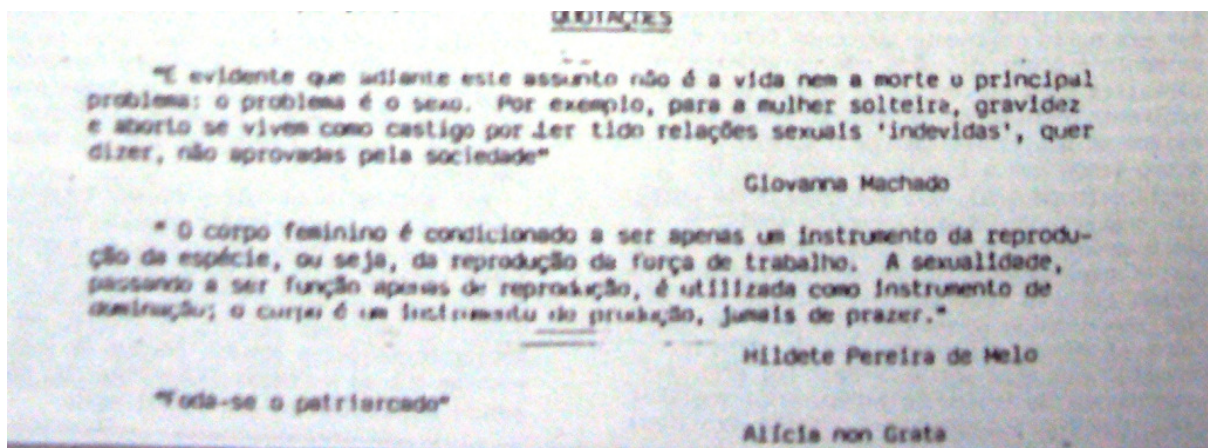 QUOTAÇÕES
"É evidente que adiante este assunto não é a vida nem a morte o principal
problema: o problema é o sexo. Por exemplo, para a mulher solteira, gravidez
e aborto se vivem como castigo por ter tido relações sexuais 'indevidas', quer
dizer, não aprovadas pela sociedade"
Giovanna Machado
" O corpo feminino é condicionado a ser apenas um instrumento da reprodu-
ção da espécie, ou seja, da reprodução da força de trabalho. A sexualidade,
passando a ser função apenas de reprodução, é utilizada como instrumento de
dominação; o corpo é um instrumento de produção, jamais de prazer."
Hildete Pereira de Melo
"Foda-se o patriarcado"
Alícia non Grata